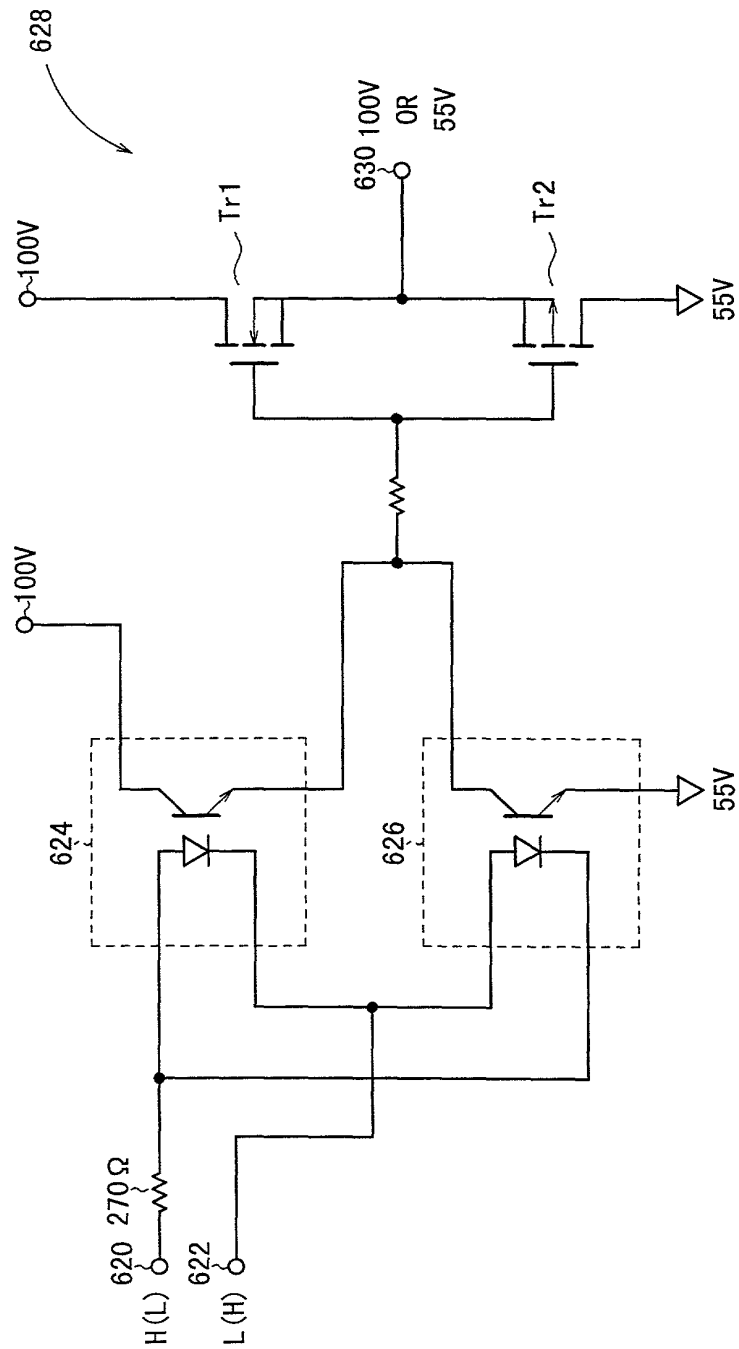 628
100V
100V
Tr1
630
100V
OR
55V
Tr2
55V
624
626
55V
620
270Ω
H(L)
622
L(H)